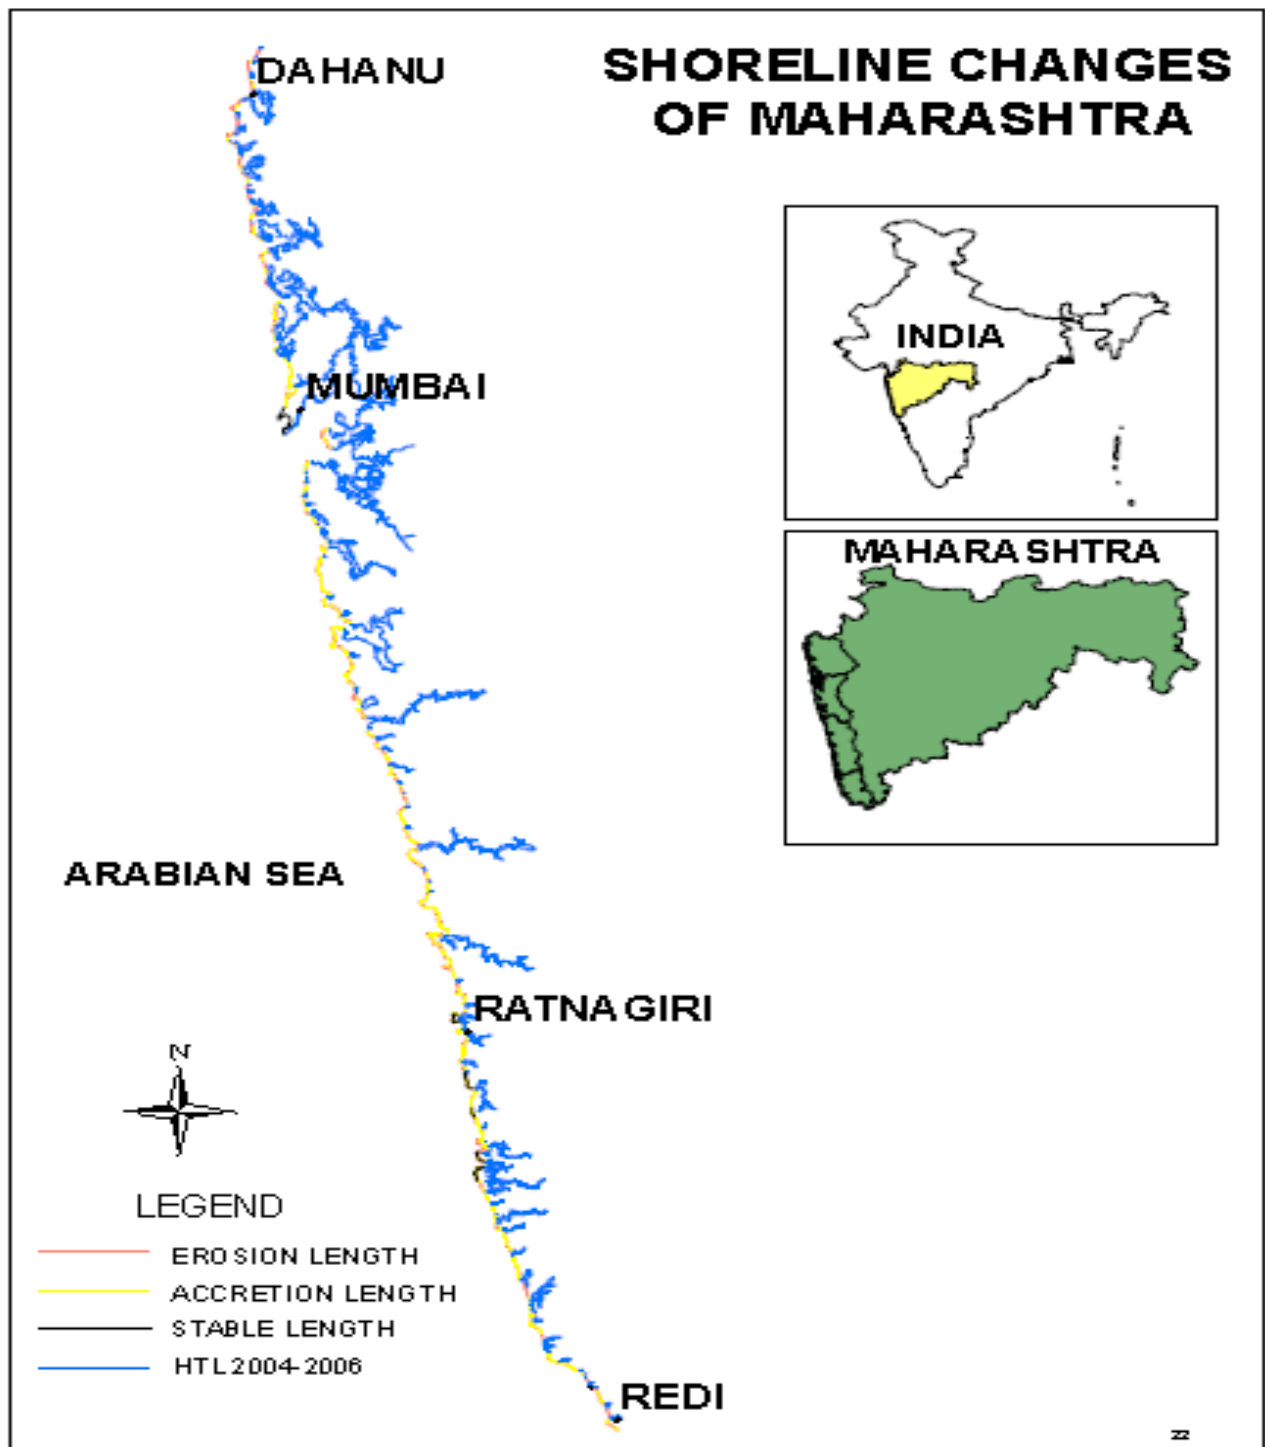 SHORELINE CHANGES
OF MAHARASHTRA
DAHANU
INDIA
MUMBAI
MAHARASHTRA
ARABIAN SEA
RATNAGIRI
N
LEGEND
EROSION LENGTH
ACCRETION LENGTH
STABLE LENGTH
HTL 2004-2006
REDI
22